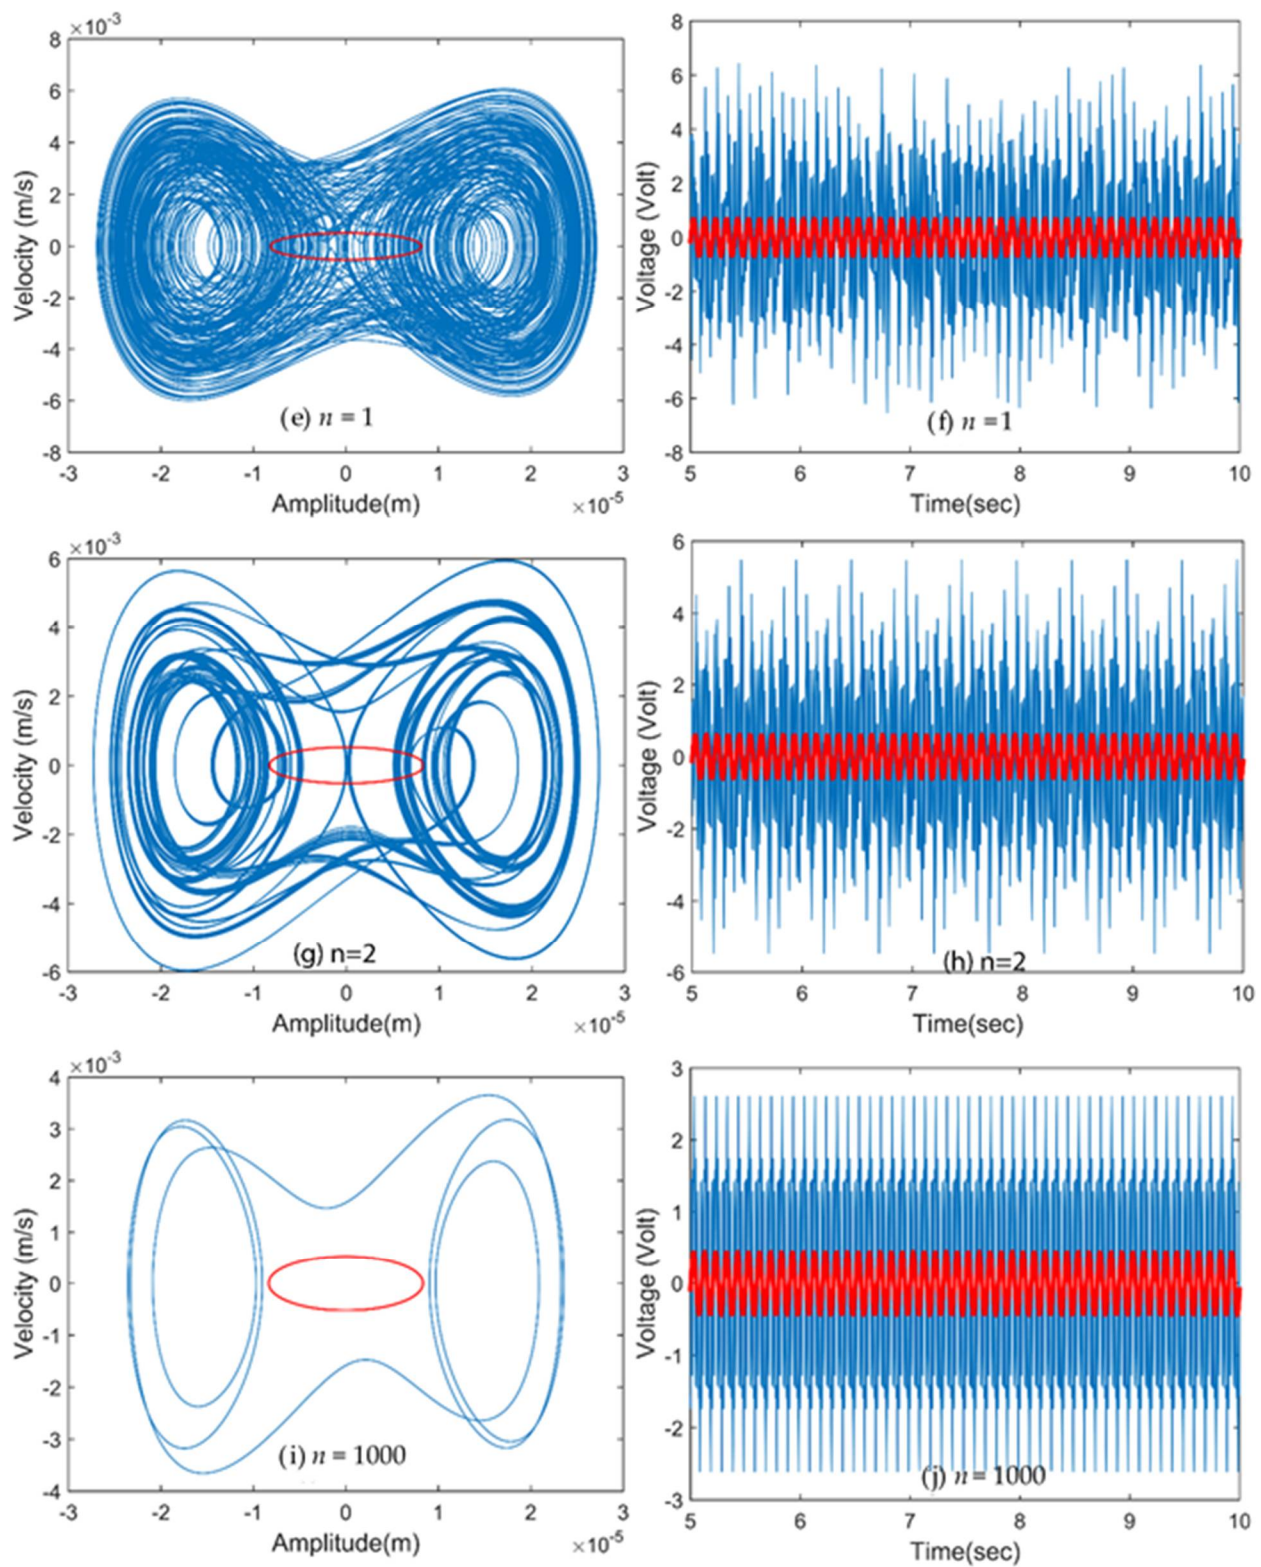 ×10⁻³
8
6
4
2
0
-2
-4
-6
-8
Velocity (m/s)
(e) n = 1
-3 -2 -1 0 1 2 3
Amplitude(m) ×10⁻⁵
8
6
4
2
0
-2
-4
-6
-8
Voltage (Volt)
(f) n =1
5 6 7 8 9 10
Time(sec)
×10⁻³
6
4
2
0
-2
-4
-6
Velocity (m/s)
(g) n=2
-3 -2 -1 0 1 2 3
Amplitude(m) ×10⁻⁵
6
4
2
0
-2
-4
-6
Voltage (Volt)
(h) n=2
5 6 7 8 9 10
Time(sec)
×10⁻³
4
3
2
1
0
-1
-2
-3
-4
Velocity (m/s)
(i) n = 1000
-3 -2 -1 0 1 2 3
Amplitude(m) ×10⁻⁵
3
2
1
0
-1
-2
-3
Voltage (Volt)
(j) n = 1000
5 6 7 8 9 10
Time(sec)